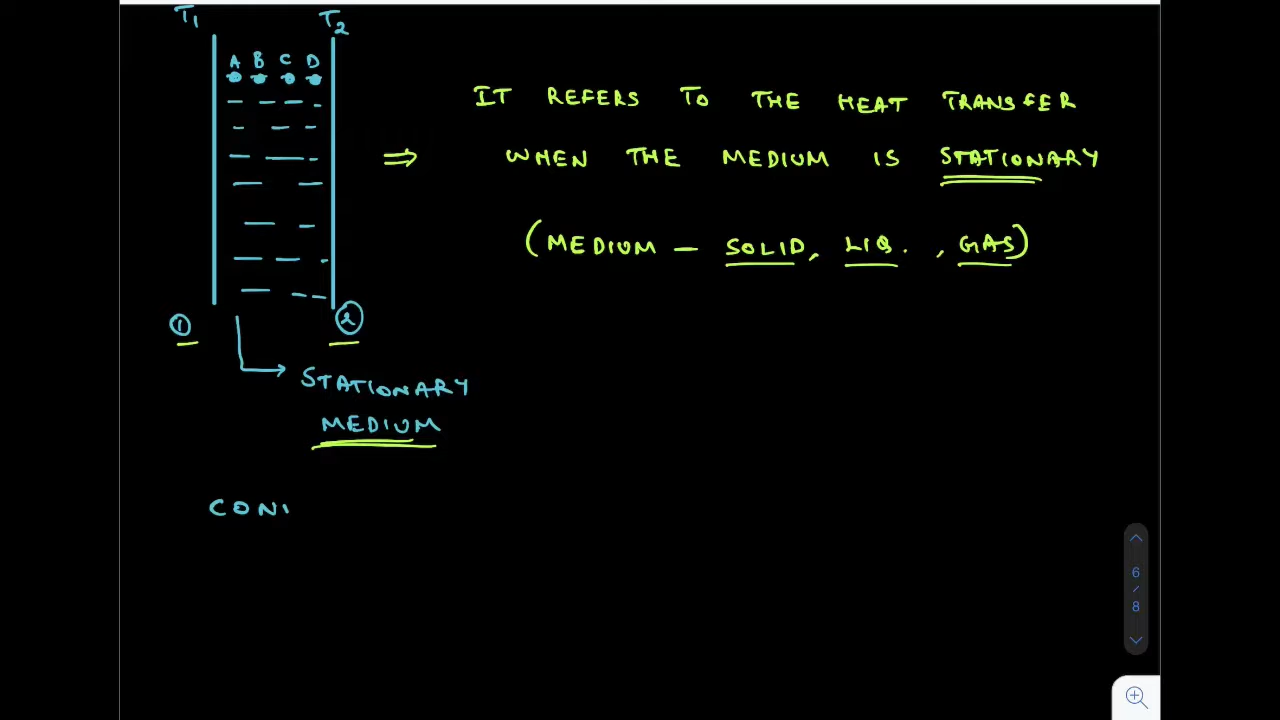 T1 T2
A B C D
IT REFERS TO THE HEAT TRANSFER
⇒ WHEN THE MEDIUM IS STATIONARY
(MEDIUM – SOLID, LIQ. , GAS)
1 2
STATIONARY
MEDIUM
CON
6
/
8